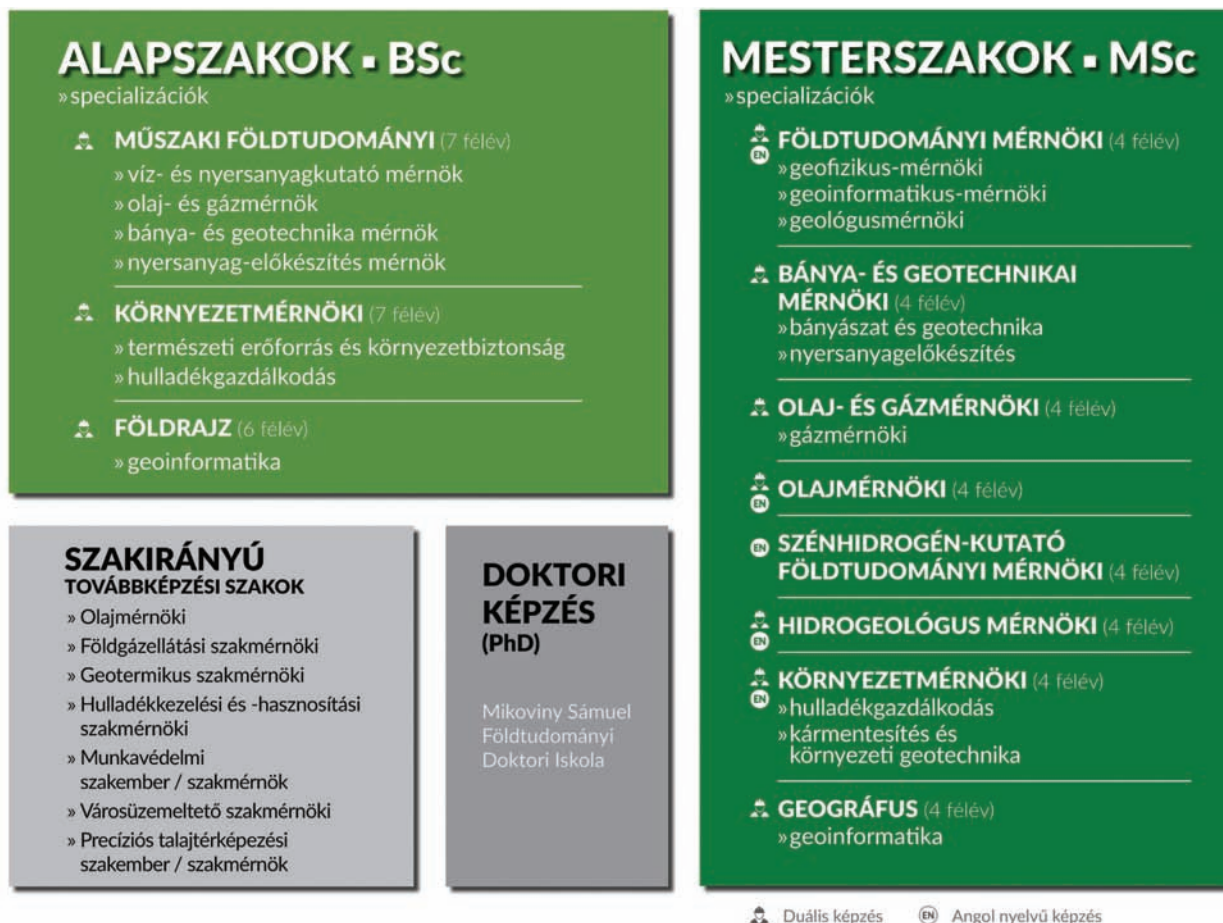 ALAPSZAKOK ▪ BSc
» specializációk
MŰSZAKI FÖLDTUDOMÁNYI (7 félév)
» víz- és nyersanyagkutató mérnök
» olaj- és gázmérnök
» bánya- és geotechnika mérnök
» nyersanyag-előkészítés mérnök
KÖRNYEZETMÉRNÖKI (7 félév)
» természeti erőforrás és környezetbiztonság
» hulladékgazdálkodás
FÖLDRAJZ (6 félév)
» geoinformatika
SZAKIRÁNYÚ
TOVÁBBKÉPZÉSI SZAKOK
» Olajmérnöki
» Földgázellátási szakmérnöki
» Geotermikus szakmérnöki
» Hulladékkezelési és -hasznosítási
szakmérnöki
» Munkavédelmi
szakember / szakmérnök
» Városüzemeltető szakmérnöki
» Precíziós talajtérképezési
szakember / szakmérnök
DOKTORI
KÉPZÉS
(PhD)
Mikoviny Sámuel
Földtudományi
Doktori Iskola
MESTERSZAKOK ▪ MSc
» specializációk
FÖLDTUDOMÁNYI MÉRNÖKI (4 félév)
EN
» geofizikus-mérnöki
» geoinformatikus-mérnöki
» geológusmérnöki
BÁNYA- ÉS GEOTECHNIKAI
MÉRNÖKI (4 félév)
» bányászat és geotechnika
» nyersanyagelőkészítés
OLAJ- ÉS GÁZMÉRNÖKI (4 félév)
» gázmérnöki
OLAJMÉRNÖKI (4 félév)
EN
EN SZÉNHIDROGÉN-KUTATÓ
FÖLDTUDOMÁNYI MÉRNÖKI (4 félév)
HIDROGEOLÓGUS MÉRNÖKI (4 félév)
EN
KÖRNYEZETMÉRNÖKI (4 félév)
EN
» hulladékgazdálkodás
» kármentesítés és
környezeti geotechnika
GEOGRÁFUS (4 félév)
» geoinformatika
Duális képzés EN Angol nyelvű képzés